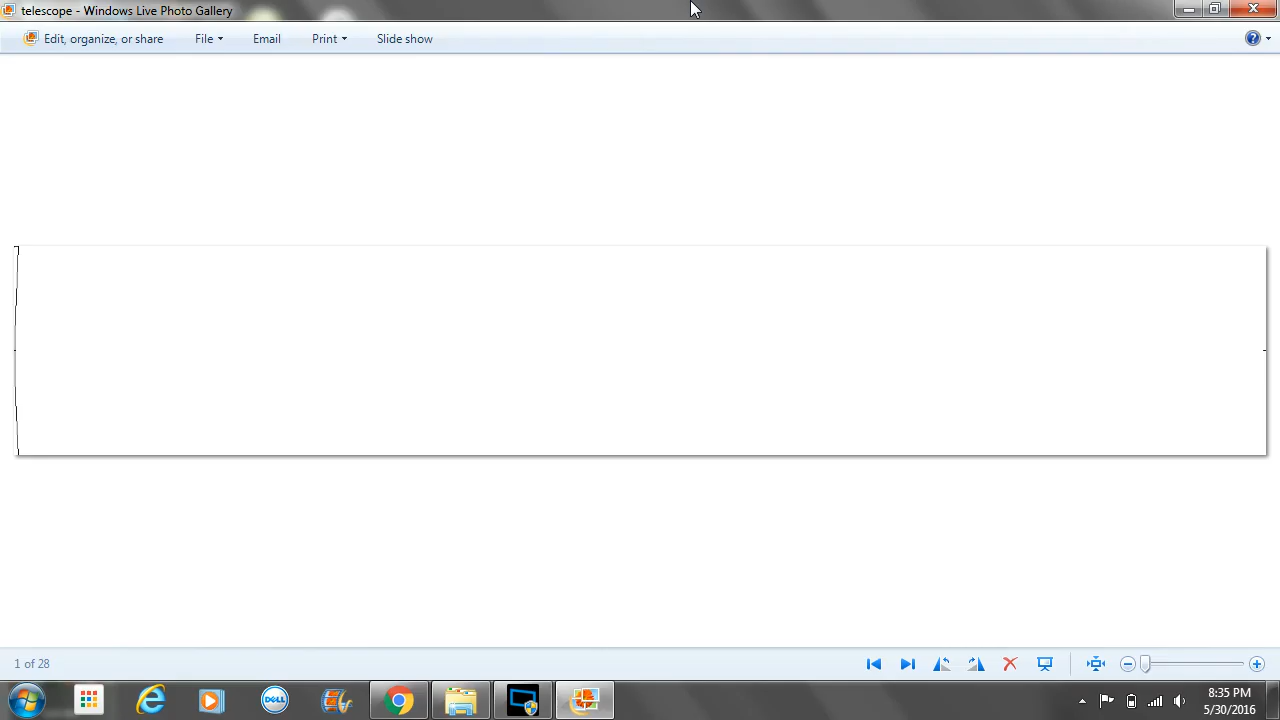 telescope - Windows Live Photo Gallery
Edit, organize, or share File Email Print Slide show
1 of 28
DELL
8:35 PM
5/30/2016